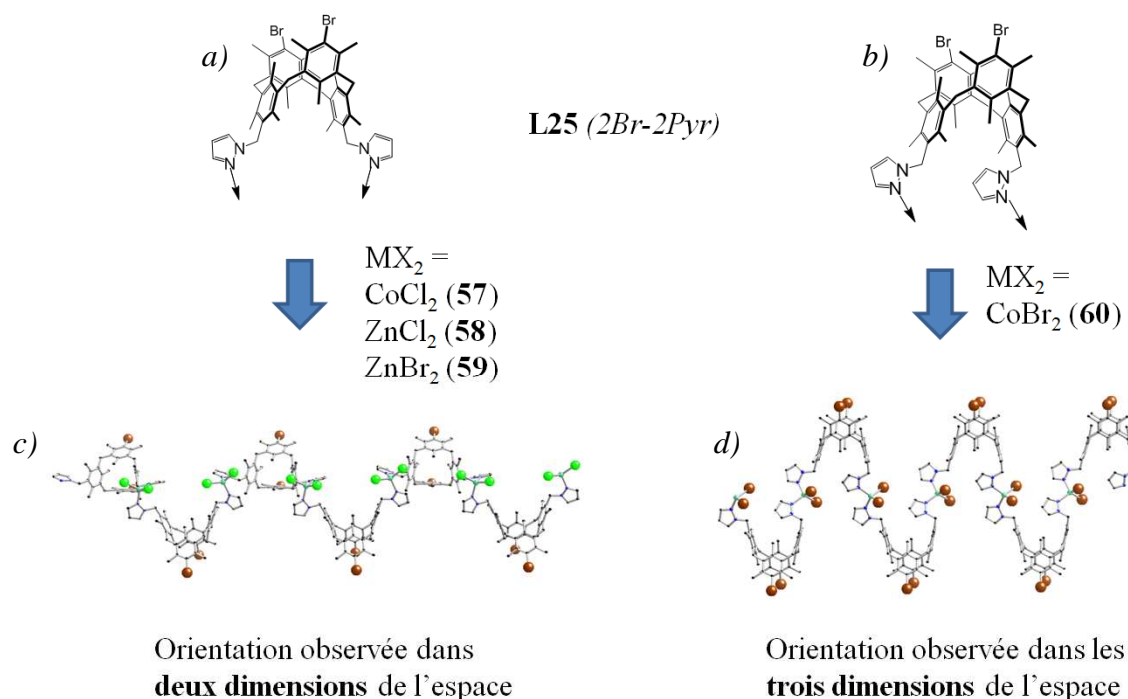 a)
Br
Br
N
N
N
N
L25 (2Br-2Pyr)
b)
Br
Br
N
N
N
N
MX₂ =
CoCl₂ (57)
ZnCl₂ (58)
ZnBr₂ (59)
MX₂ =
CoBr₂ (60)
c)
d)
Orientation observée dans
deux dimensions de l'espace
Orientation observée dans les
trois dimensions de l'espace